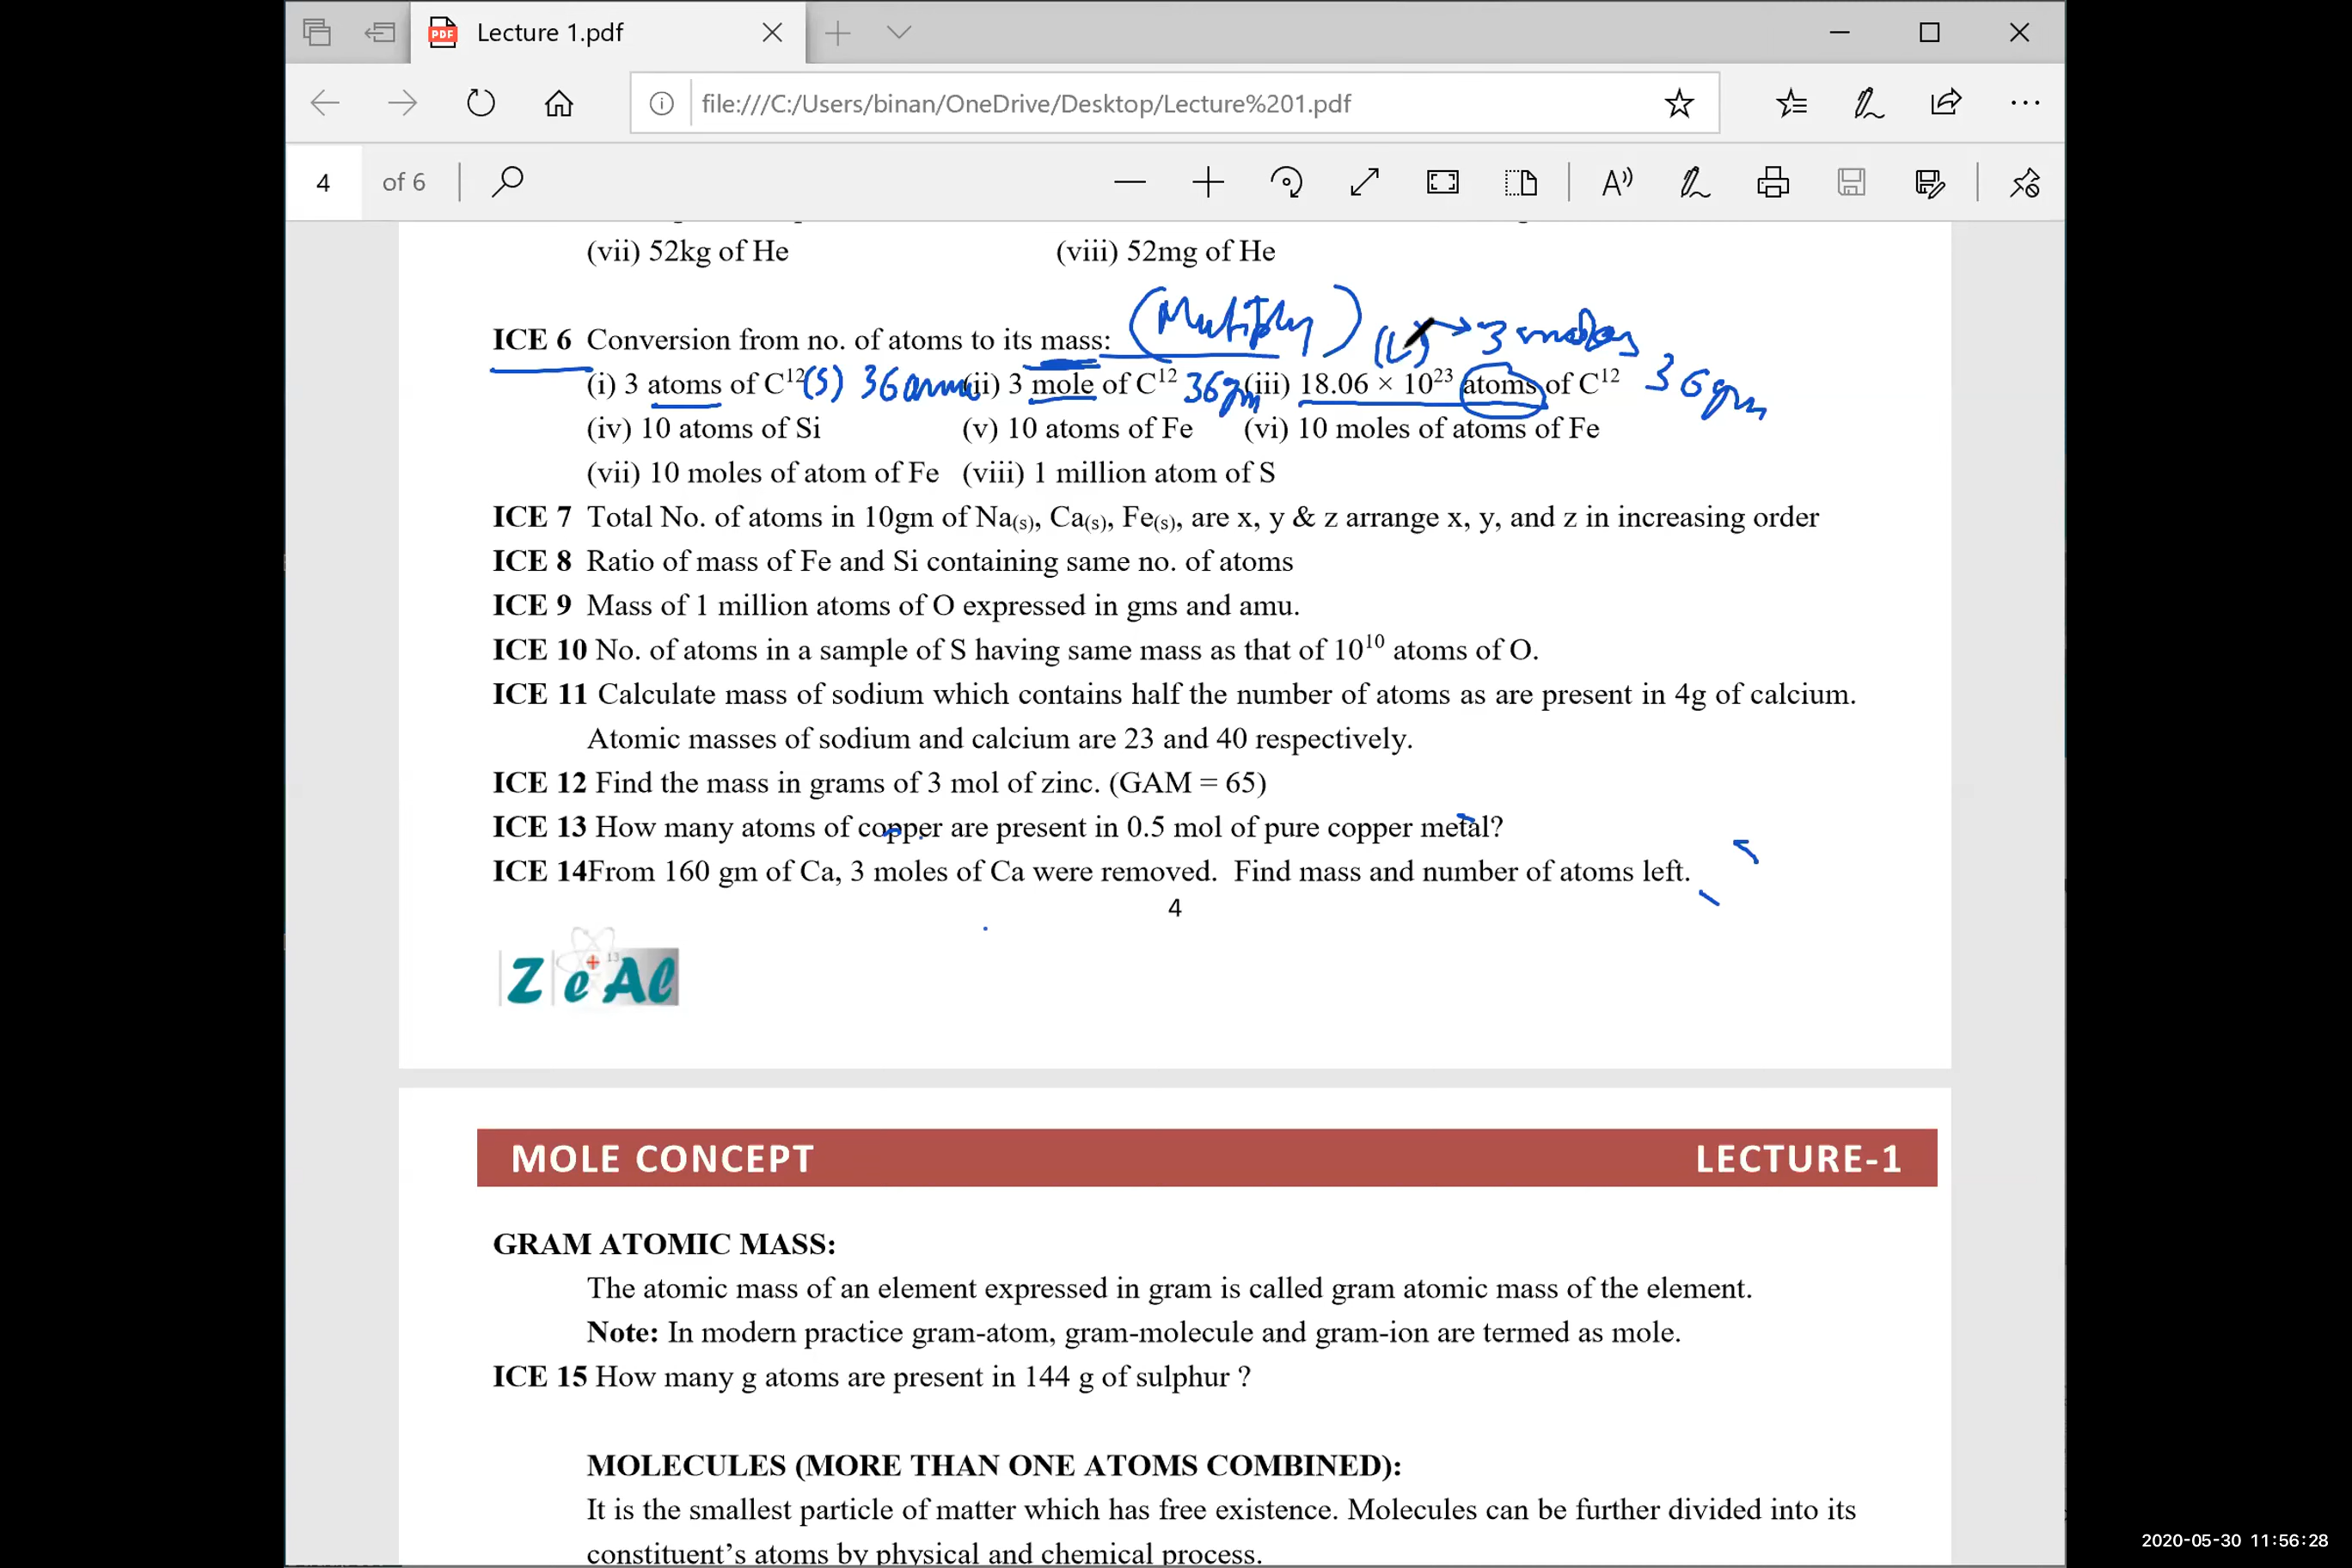 Lecture 1.pdf
file:///C:/Users/binan/OneDrive/Desktop/Lecture%201.pdf
4 of 6
(vii) 52kg of He (viii) 52mg of He
(Multiply)
ICE 6 Conversion from no. of atoms to its mass: (L) → 3 moles
(i) 3 atoms of C¹² (S) 36 amu (ii) 3 mole of C¹² 36gm (iii) 18.06 × 10²³ atoms of C¹² 36gm
(iv) 10 atoms of Si (v) 10 atoms of Fe (vi) 10 moles of atoms of Fe
(vii) 10 moles of atom of Fe (viii) 1 million atom of S
ICE 7 Total No. of atoms in 10gm of Na(s), Ca(s), Fe(s), are x, y & z arrange x, y, and z in increasing order
ICE 8 Ratio of mass of Fe and Si containing same no. of atoms
ICE 9 Mass of 1 million atoms of O expressed in gms and amu.
ICE 10 No. of atoms in a sample of S having same mass as that of 10¹⁰ atoms of O.
ICE 11 Calculate mass of sodium which contains half the number of atoms as are present in 4g of calcium.
Atomic masses of sodium and calcium are 23 and 40 respectively.
ICE 12 Find the mass in grams of 3 mol of zinc. (GAM = 65)
ICE 13 How many atoms of copper are present in 0.5 mol of pure copper metal?
ICE 14From 160 gm of Ca, 3 moles of Ca were removed. Find mass and number of atoms left.
4
Z e 13 Al
MOLE CONCEPT LECTURE-1
GRAM ATOMIC MASS:
The atomic mass of an element expressed in gram is called gram atomic mass of the element.
Note: In modern practice gram-atom, gram-molecule and gram-ion are termed as mole.
ICE 15 How many g atoms are present in 144 g of sulphur ?
MOLECULES (MORE THAN ONE ATOMS COMBINED):
It is the smallest particle of matter which has free existence. Molecules can be further divided into its
constituent's atoms by physical and chemical process.
2020-05-30 11:56:28